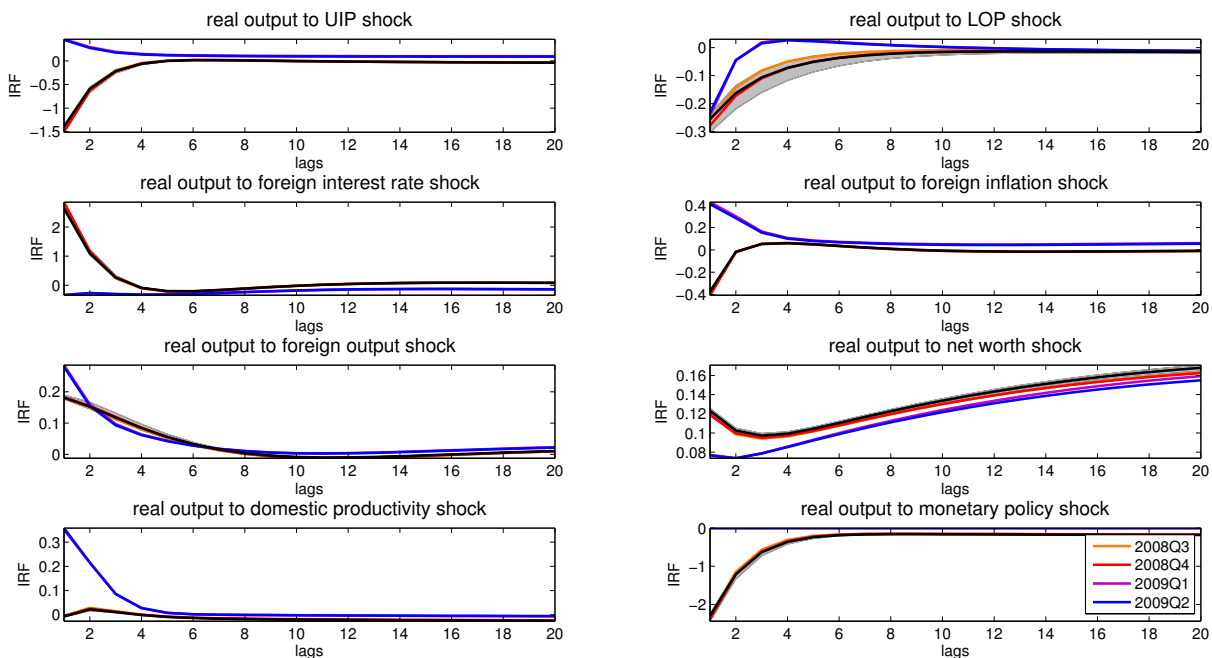 real output to UIP shock
0
−0.5
−1
−1.5
IRF
2 4 6 8 10 12 14 16 18 20
lags
real output to LOP shock
0
−0.1
−0.2
−0.3
IRF
2 4 6 8 10 12 14 16 18 20
lags
real output to foreign interest rate shock
2
1
0
IRF
2 4 6 8 10 12 14 16 18 20
lags
real output to foreign inflation shock
0.4
0.2
0
−0.2
−0.4
IRF
2 4 6 8 10 12 14 16 18 20
lags
real output to foreign output shock
0.2
0.1
0
IRF
2 4 6 8 10 12 14 16 18 20
lags
real output to net worth shock
0.16
0.14
0.12
0.1
0.08
IRF
2 4 6 8 10 12 14 16 18 20
lags
real output to domestic productivity shock
0.3
0.2
0.1
0
IRF
2 4 6 8 10 12 14 16 18 20
lags
real output to monetary policy shock
0
−1
−2
IRF
2 4 6 8 10 12 14 16 18 20
lags
2008Q3
2008Q4
2009Q1
2009Q2